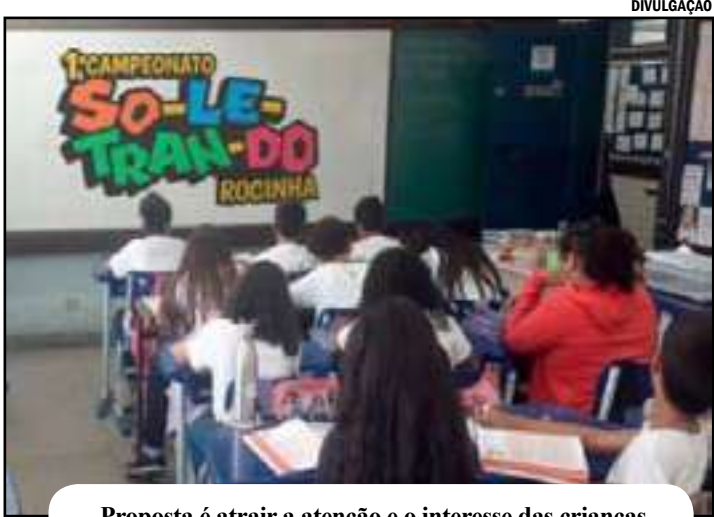 DIVULGAÇÃO
1º CAMPEONATO
SO-LE-
TRAN-DO
ROCINHA
Proposta é atrair a atenção e o interesse das crianças